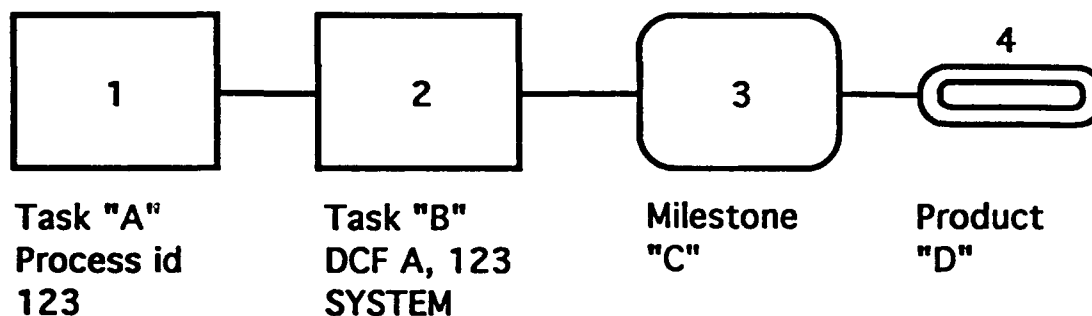 1
2
3
4
Task "A"
Process id
123
Task "B"
DCF A, 123
SYSTEM
Milestone
"C"
Product
"D"